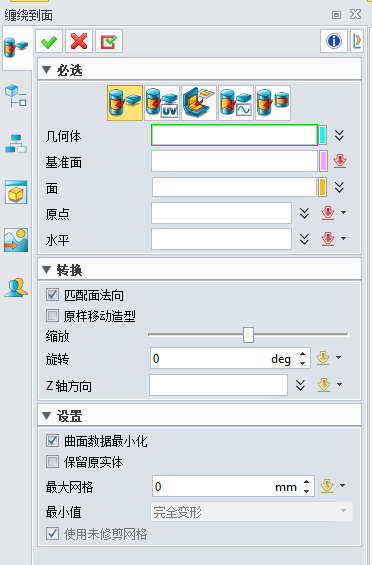 缠绕到面
必选
UV
几何体
基准面
面
原点
水平
转换
匹配面法向
原样移动造型
缩放
旋转 0 deg
Z 轴方向
设置
曲面数据最小化
保留原实体
最大网格 0 mm
最小值 完全变形
使用未修剪网格